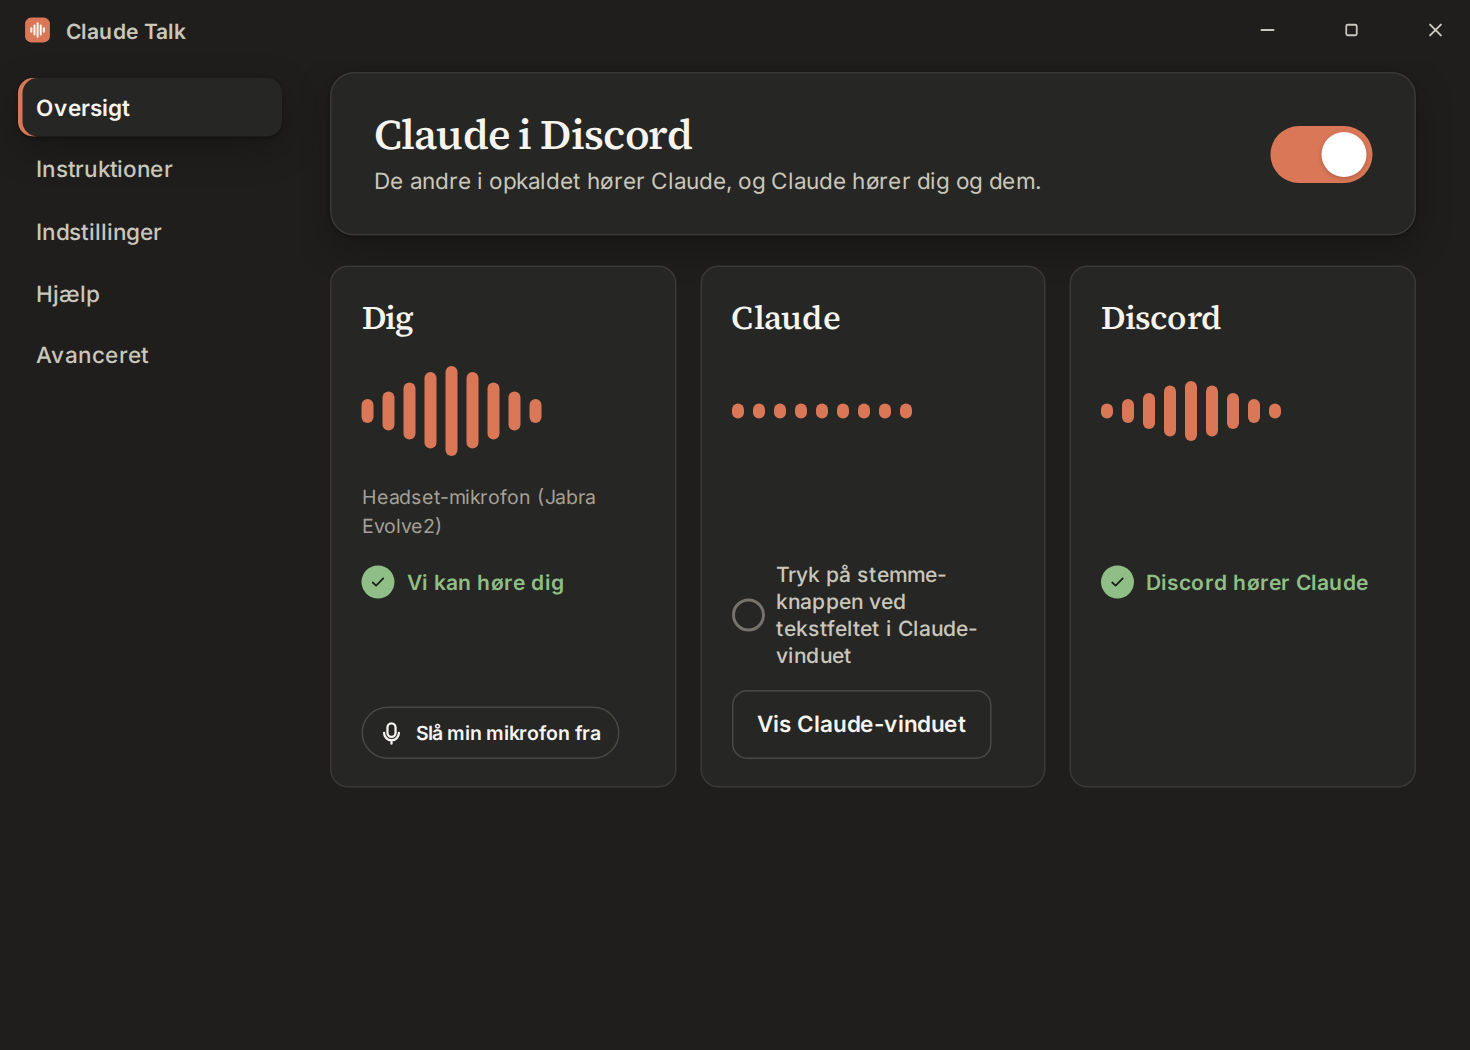 Claude Talk
Oversigt
Instruktioner
Indstillinger
Hjælp
Avanceret
Claude i Discord
De andre i opkaldet hører Claude, og Claude hører dig og dem.
Dig
Headset-mikrofon (Jabra
Evolve2)
Vi kan høre dig
Slå min mikrofon fra
Claude
Tryk på stemme-
knappen ved
tekstfeltet i Claude-
vinduet
Vis Claude-vinduet
Discord
Discord hører Claude